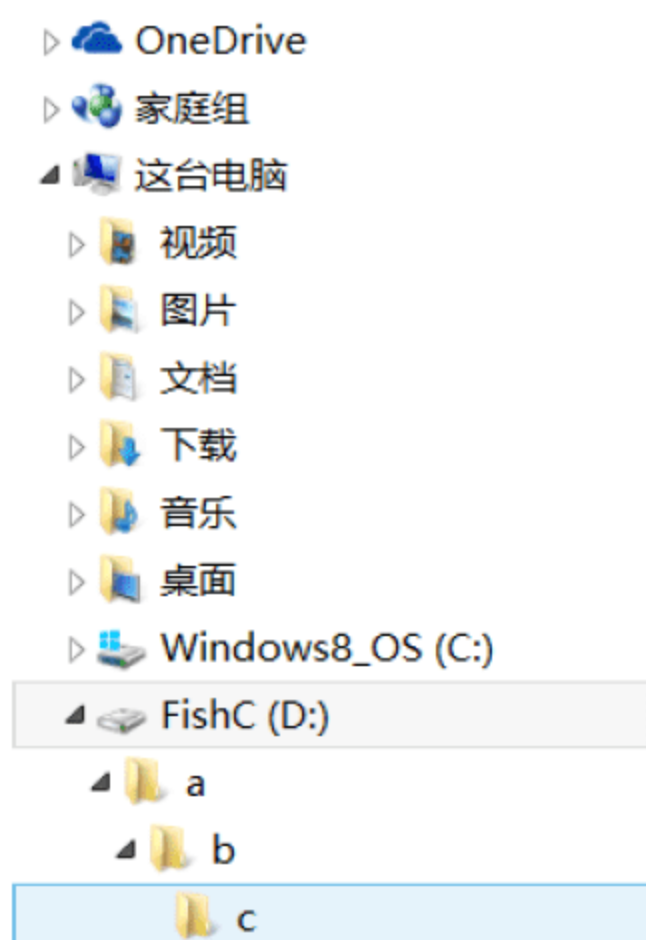 OneDrive
家庭组
这台电脑
视频
图片
文档
下载
音乐
桌面
Windows8_OS (C:)
FishC (D:)
a
b
c